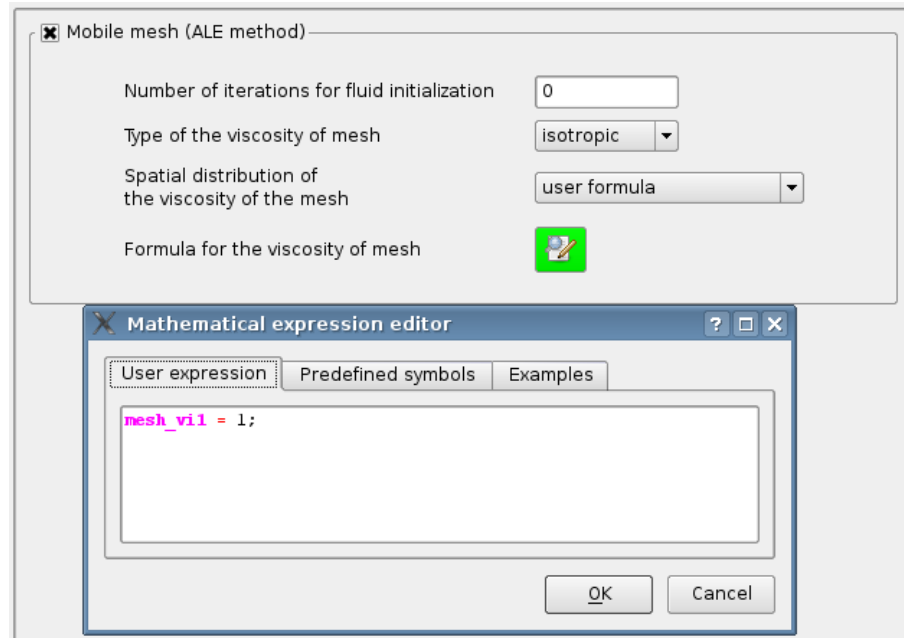 Mobile mesh (ALE method)
Number of iterations for fluid initialization
0
Type of the viscosity of mesh
isotropic
Spatial distribution of
the viscosity of the mesh
user formula
Formula for the viscosity of mesh
Mathematical expression editor
User expression
Predefined symbols
Examples
mesh_vi1 = 1;
OK
Cancel